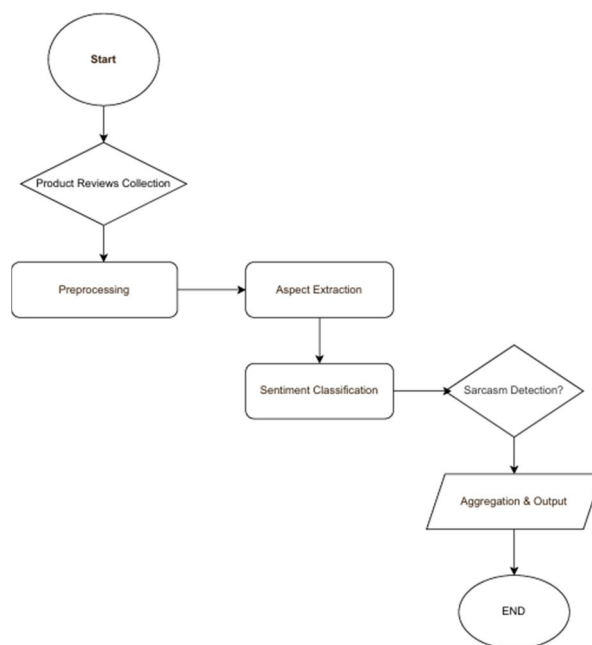 Start
Product Reviews Collection
Preprocessing
Aspect Extraction
Sentiment Classification
Sarcasm Detection?
Aggregation & Output
END